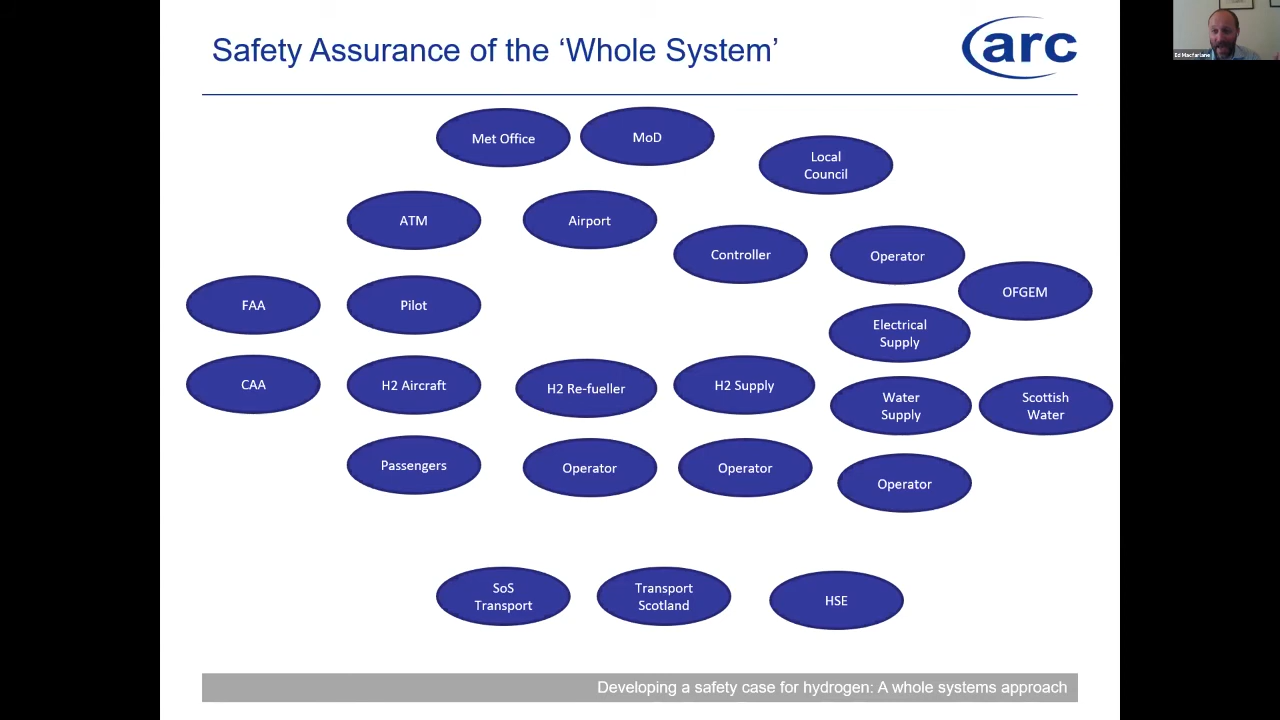 Safety Assurance of the ‘Whole System’
arc
Ed Macfarlane
Met Office
MoD
Local
Council
ATM
Airport
Controller
Operator
OFGEM
FAA
Pilot
Electrical
Supply
CAA
H2 Aircraft
H2 Re-fueller
H2 Supply
Water
Supply
Scottish
Water
Passengers
Operator
Operator
Operator
SoS
Transport
Transport
Scotland
HSE
Developing a safety case for hydrogen: A whole systems approach